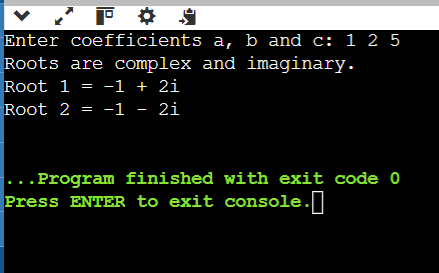 Enter coefficients a, b and c: 1 2 5
Roots are complex and imaginary.
Root 1 = -1 + 2i
Root 2 = -1 - 2i
...Program finished with exit code 0
Press ENTER to exit console.